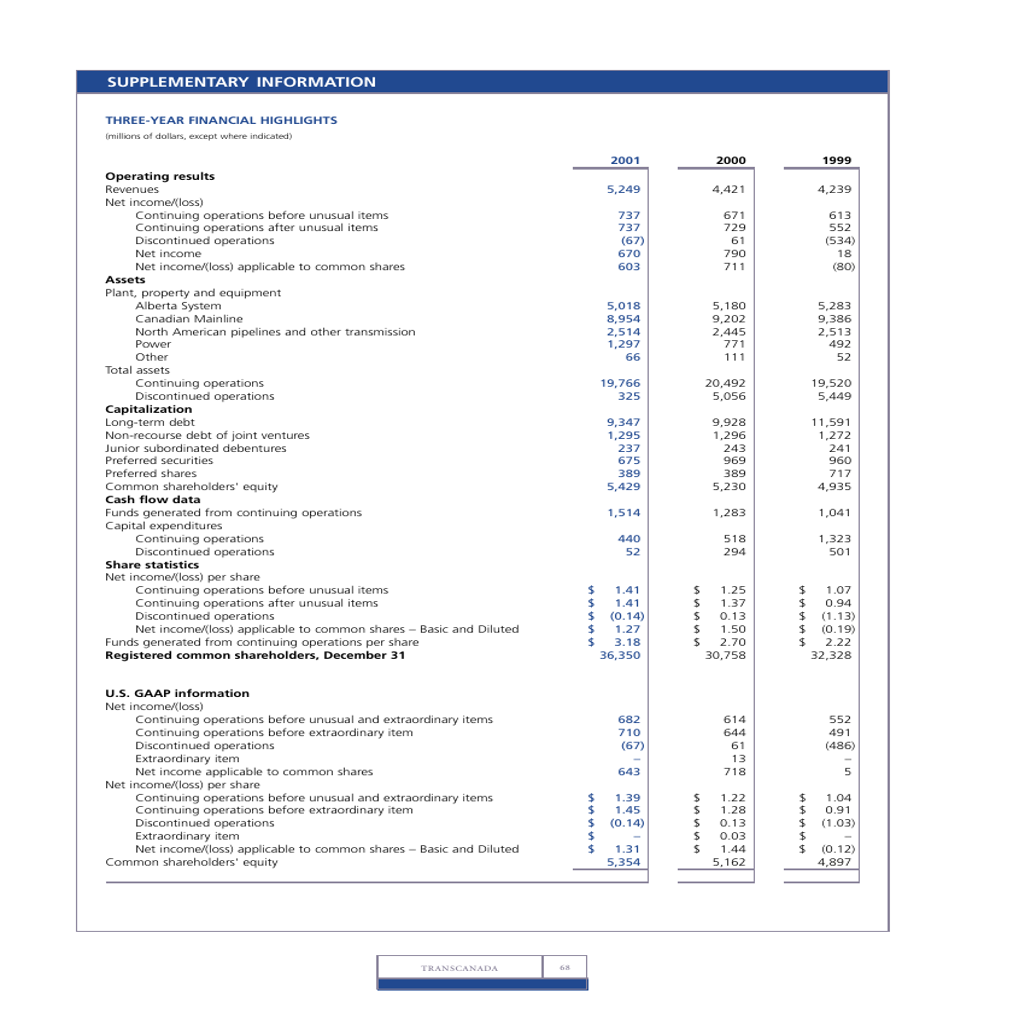 SUPPLEMENTARY INFORMATION
THREE-YEAR FINANCIAL HIGHLIGHTS
(millions of dollars, except where indicated)
2001 2000 1999
Operating results
Revenues 5,249 4,421 4,239
Net income/(loss)
Continuing operations before unusual items 737 671 613
Continuing operations after unusual items 737 729 552
Discontinued operations (67) 61 (534)
Net income 670 790 18
Net income/(loss) applicable to common shares 603 711 (80)
Assets
Plant, property and equipment
Alberta System 5,018 5,180 5,283
Canadian Mainline 8,954 9,202 9,386
North American pipelines and other transmission 2,514 2,445 2,513
Power 1,297 771 492
Other 66 111 52
Total assets
Continuing operations 19,766 20,492 19,520
Discontinued operations 325 5,056 5,449
Capitalization
Long-term debt 9,347 9,928 11,591
Non-recourse debt of joint ventures 1,295 1,296 1,272
Junior subordinated debentures 237 243 241
Preferred securities 675 969 960
Preferred shares 389 389 717
Common shareholders' equity 5,429 5,230 4,935
Cash flow data
Funds generated from continuing operations 1,514 1,283 1,041
Capital expenditures
Continuing operations 440 518 1,323
Discontinued operations 52 294 501
Share statistics
Net income/(loss) per share
Continuing operations before unusual items $ 1.41 $ 1.25 $ 1.07
Continuing operations after unusual items $ 1.41 $ 1.37 $ 0.94
Discontinued operations $ (0.14) $ 0.13 $ (1.13)
Net income/(loss) applicable to common shares – Basic and Diluted $ 1.27 $ 1.50 $ (0.19)
Funds generated from continuing operations per share $ 3.18 $ 2.70 $ 2.22
Registered common shareholders, December 31 36,350 30,758 32,328
U.S. GAAP information
Net income/(loss)
Continuing operations before unusual and extraordinary items 682 614 552
Continuing operations before extraordinary item 710 644 491
Discontinued operations (67) 61 (486)
Extraordinary item – 13 –
Net income applicable to common shares 643 718 5
Net income/(loss) per share
Continuing operations before unusual and extraordinary items $ 1.39 $ 1.22 $ 1.04
Continuing operations before extraordinary item $ 1.45 $ 1.28 $ 0.91
Discontinued operations $ (0.14) $ 0.13 $ (1.03)
Extraordinary item $ – $ 0.03 $ –
Net income/(loss) applicable to common shares – Basic and Diluted $ 1.31 $ 1.44 $ (0.12)
Common shareholders' equity 5,354 5,162 4,897
TRANSCANADA 68